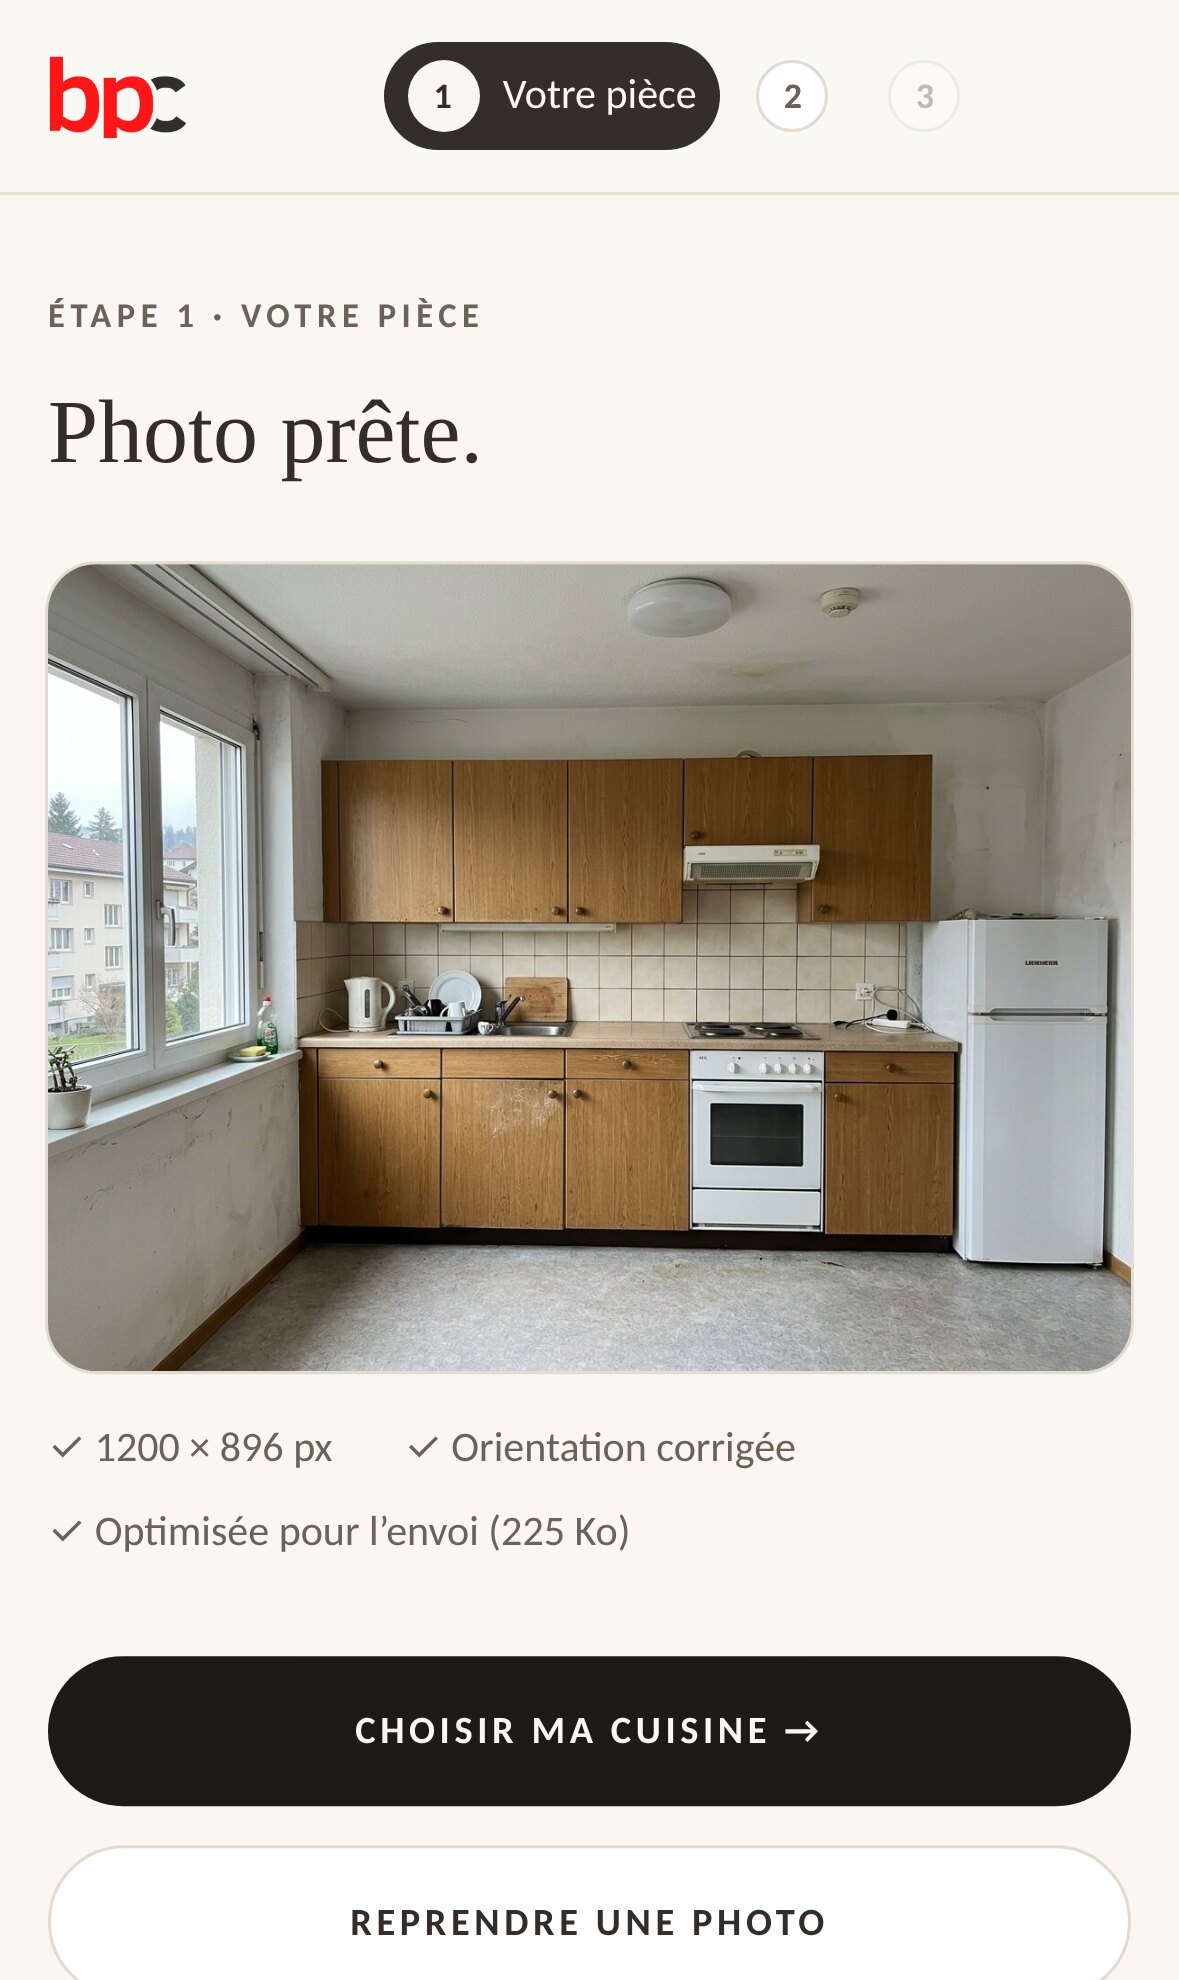 bpc
1 Votre pièce 2 3
ÉTAPE 1 · VOTRE PIÈCE
Photo prête.
LIEBHERR
✓ 1200 × 896 px ✓ Orientation corrigée
✓ Optimisée pour l’envoi (225 Ko)
CHOISIR MA CUISINE →
REPRENDRE UNE PHOTO